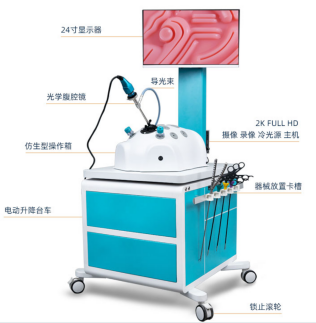 24寸显示器
导光束
光学腹腔镜
2K FULL HD
摄像 录像 冷光源 主机
仿生型操作箱
器械放置卡槽
电动升降台车
锁止滚轮